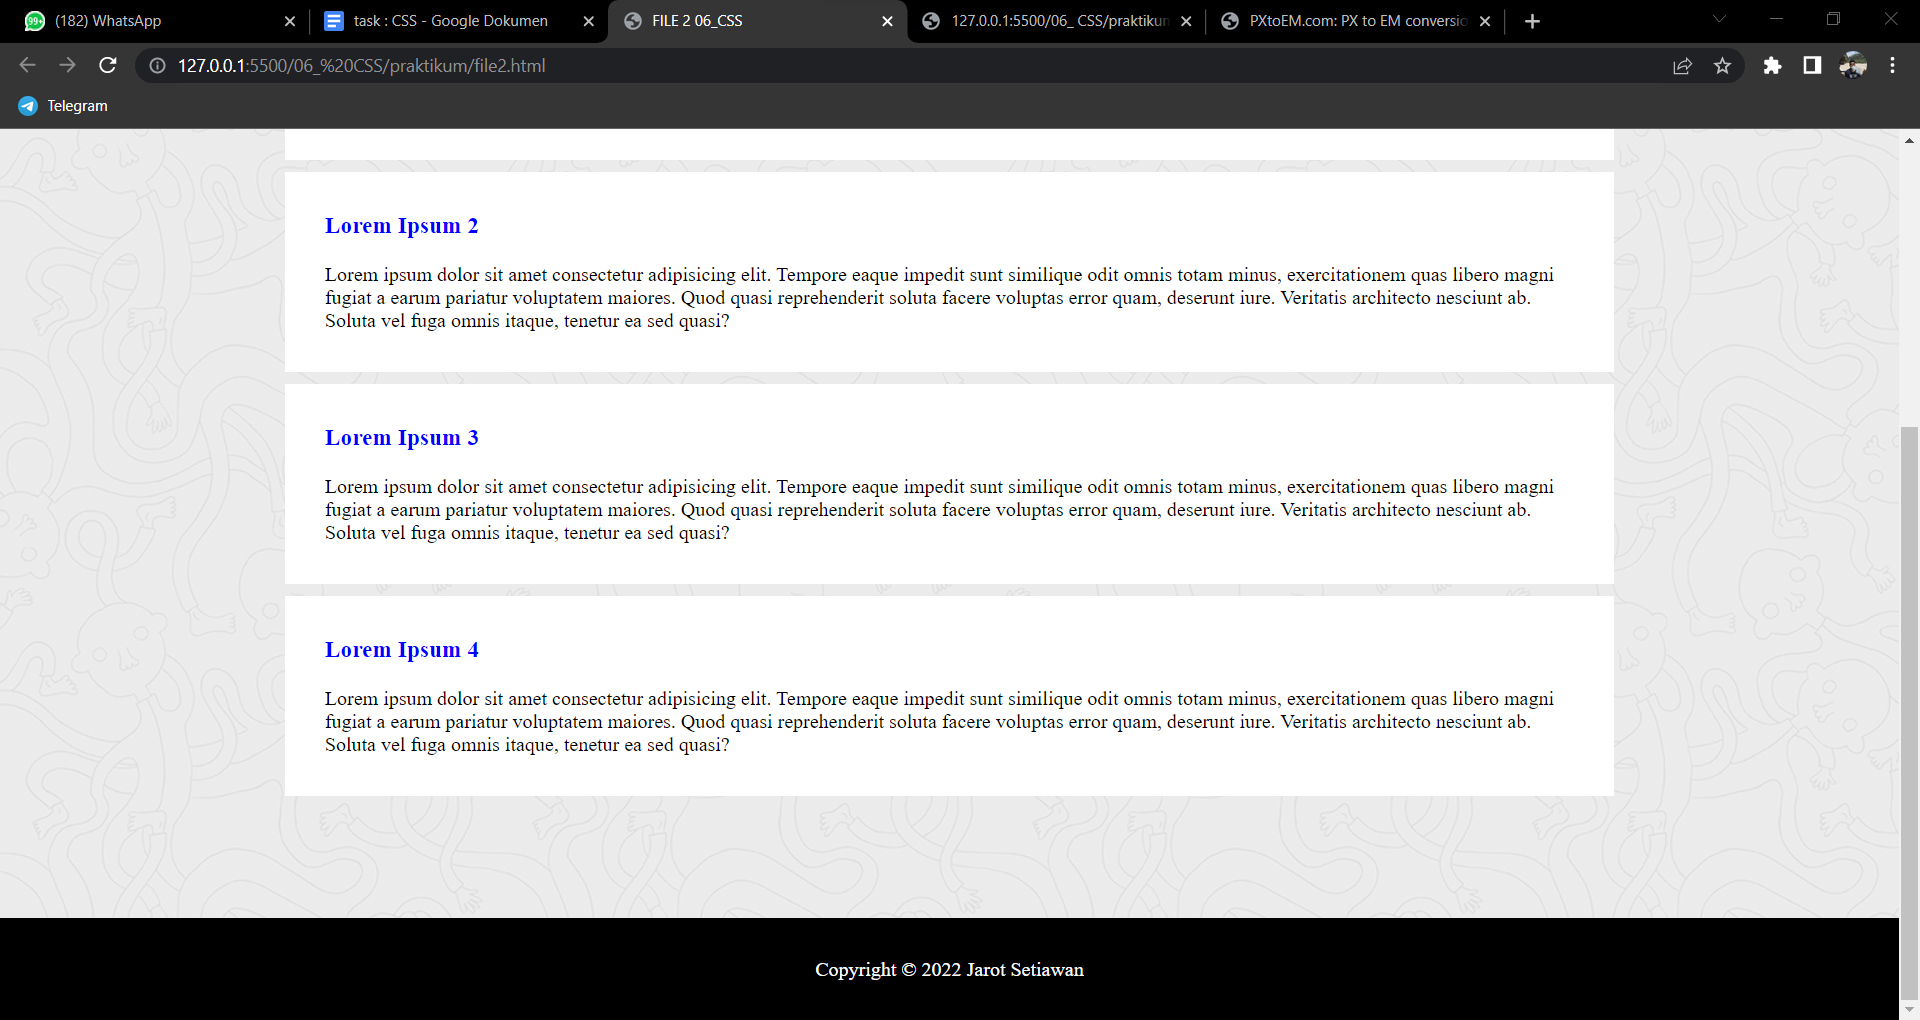 99+ (182) WhatsApp
task : CSS - Google Dokumen
FILE 2 06_CSS
127.0.0.1:5500/06_ CSS/praktikum
PXtoEM.com: PX to EM conversio
127.0.0.1:5500/06_%20CSS/praktikum/file2.html
Telegram
Lorem Ipsum 2
Lorem ipsum dolor sit amet consectetur adipisicing elit. Tempore eaque impedit sunt similique odit omnis totam minus, exercitationem quas libero magni
fugiat a earum pariatur voluptatem maiores. Quod quasi reprehenderit soluta facere voluptas error quam, deserunt iure. Veritatis architecto nesciunt ab.
Soluta vel fuga omnis itaque, tenetur ea sed quasi?
Lorem Ipsum 3
Lorem ipsum dolor sit amet consectetur adipisicing elit. Tempore eaque impedit sunt similique odit omnis totam minus, exercitationem quas libero magni
fugiat a earum pariatur voluptatem maiores. Quod quasi reprehenderit soluta facere voluptas error quam, deserunt iure. Veritatis architecto nesciunt ab.
Soluta vel fuga omnis itaque, tenetur ea sed quasi?
Lorem Ipsum 4
Lorem ipsum dolor sit amet consectetur adipisicing elit. Tempore eaque impedit sunt similique odit omnis totam minus, exercitationem quas libero magni
fugiat a earum pariatur voluptatem maiores. Quod quasi reprehenderit soluta facere voluptas error quam, deserunt iure. Veritatis architecto nesciunt ab.
Soluta vel fuga omnis itaque, tenetur ea sed quasi?
Copyright © 2022 Jarot Setiawan